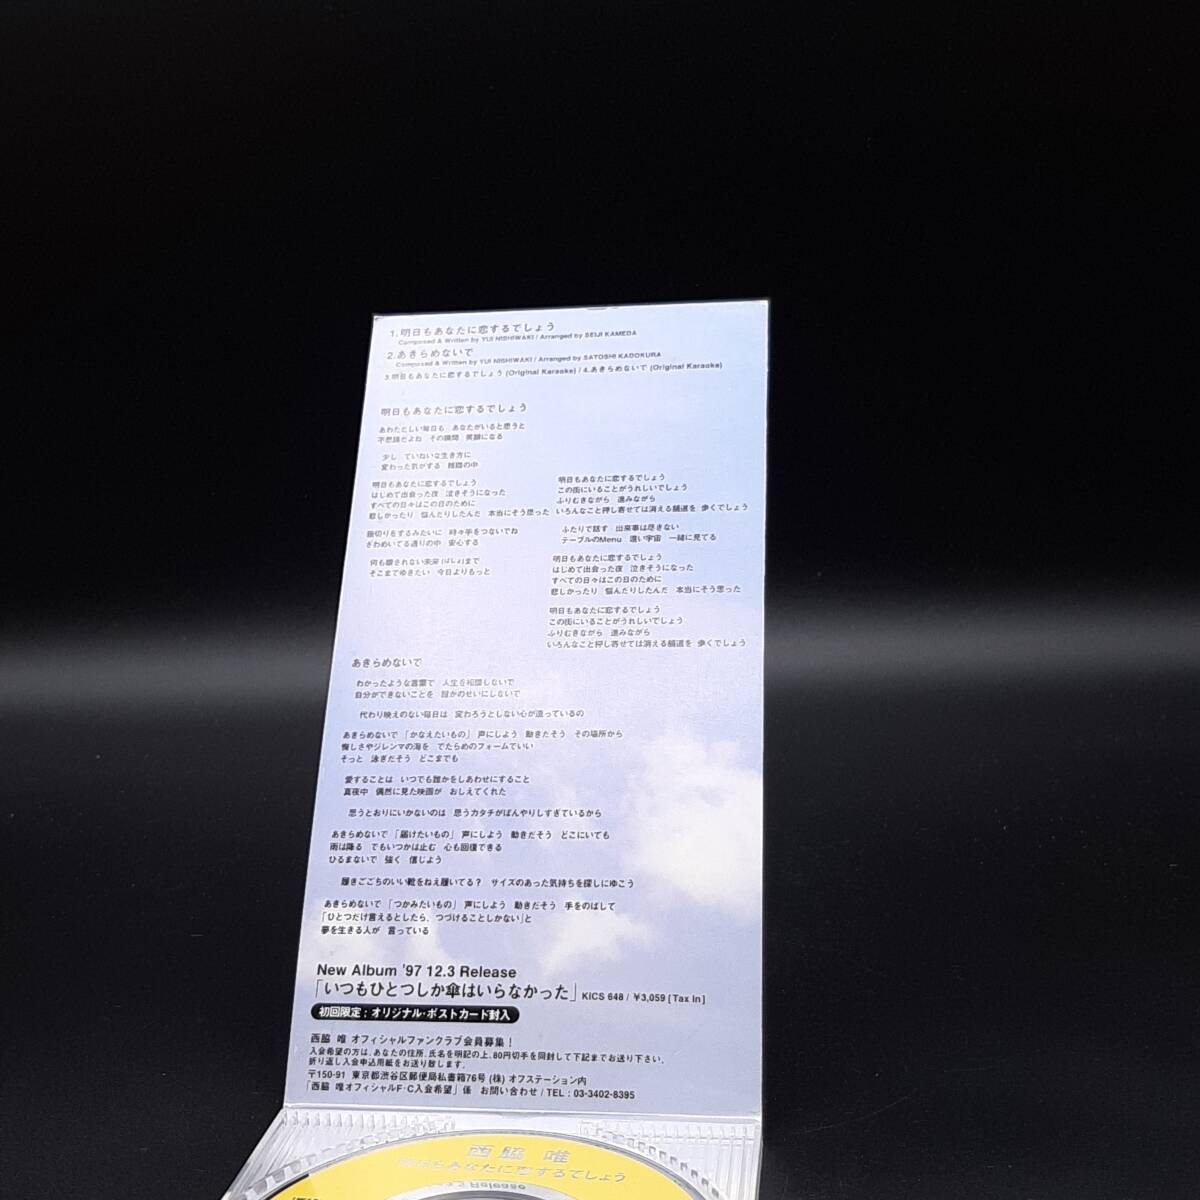 1.明日もあなたに恋するでしょう
Composed & Written by YUI NISHIWAKI / Arranged by SEIJI KAMEDA
2.あきらめないで
Composed & Written by YUI NISHIWAKI / Arranged by SATOSHI KADOKURA
3.明日もあなたに恋するでしょう (Original Karaoke) / 4.あきらめないで (Original Karaoke)
明日もあなたに恋するでしょう
あわただしい毎日も あなたがいると思うと
不思議だよね その瞬間 笑顔になる
少し ていねいな生き方に
変わった気がする 雑踏の中
明日もあなたに恋するでしょう
はじめて出会った夜 泣きそうになった
すべての日々はこの日のために
悲しかったり 悩んだりしたんだ 本当にそう思った
指切りをするみたいに 時々手をつないでね
ざわめいてる通りの中 安心する
何も壊されない未来(ばしょ)まで
そこまでゆきたい 今日よりもっと
明日もあなたに恋するでしょう
この街にいることがうれしいでしょう
ふりむきながら 進みながら
いろんなこと押し寄せては消える舗道を 歩くでしょう
ふたりで話す 出来事は尽きない
テーブルのMenu 遠い宇宙 一緒に見てる
明日もあなたに恋するでしょう
はじめて出会った夜 泣きそうになった
すべての日々はこの日のために
悲しかったり 悩んだりしたんだ 本当にそう思った
明日もあなたに恋するでしょう
この街にいることがうれしいでしょう
ふりむきながら 進みながら
いろんなこと押し寄せては消える舗道を 歩くでしょう
あきらめないで
わかったような言葉で 人生を相談しないで
自分ができないことを 誰かのせいにしないで
代わり映えのない毎日は 変わろうとしない心が造っているの
あきらめないで 「かなえたいもの」 声にしよう 動きだそう その場所から
悔しさやジレンマの海を でたらめのフォームでいい
そっと 泳ぎだそう どこまでも
愛することは いつでも誰かをしあわせにすること
真夜中 偶然に見た映画が おしえてくれた
思うとおりにいかないのは 思うカタチがぼんやりしすぎているから
あきらめないで 「届けたいもの」 声にしよう 動きだそう どこにいても
雨は降る でもいつかは止む 心も回復できる
ひるまないで 強く 信じよう
履きごこちのいい靴をねえ履いてる? サイズのあった気持ちを探しにゆこう
あきらめないで 「つかみたいもの」 声にしよう 動きだそう 手をのばして
「ひとつだけ言えるとしたら、つづけることしかない」と
夢を生きる人が 言っている
New Album '97 12.3 Release
「いつもひとつしか傘はいらなかった」 KICS 648 / ¥3,059 [Tax in]
初回限定;オリジナル・ポストカード封入
西脇 唯 オフィシャルファンクラブ会員募集!
入会希望の方は、あなたの住所、氏名を明記の上、80円切手を同封して下記までお送り下さい。
折り返し入会申込用紙をお送り致します。
〒150-91 東京都渋谷区郵便局私書箱76号 (株) オフステーション内
「西脇 唯オフィシャルF・C入会希望」係 お問い合わせ / TEL : 03-3402-8395
西脇 唯
明日もあなたに恋するでしょう
Release